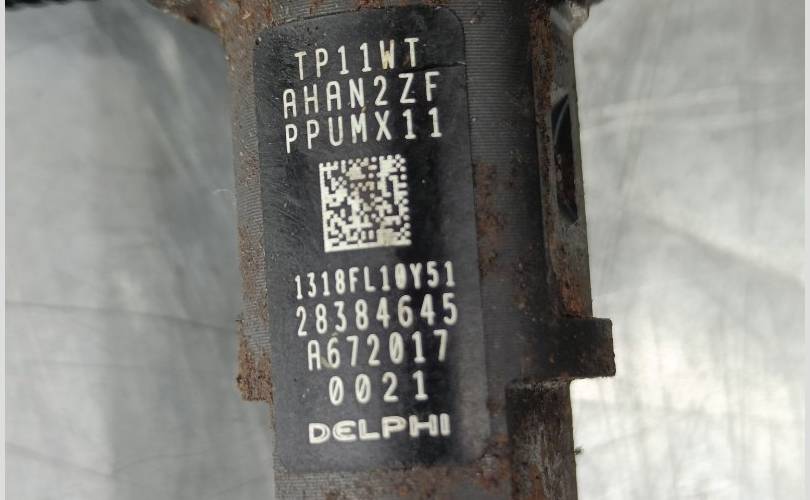 TP11WT
AHAN2ZF
PPUMX11
1318FL10Y51
28384645
A672017
0021
DELPHI